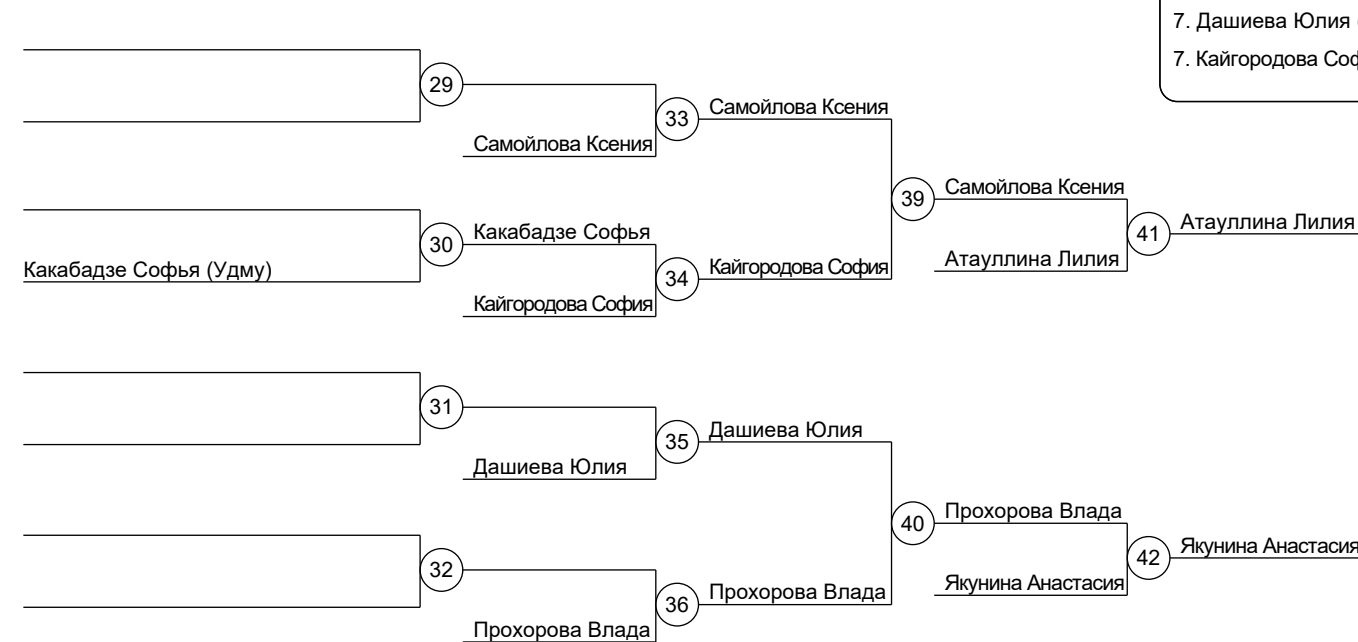 7. Дашиева Юлия
7. Кайгородова
29
Самойлова Ксения
33
Самойлова Ксения
39
Самойлова Ксения
41
Атауллина Лилия
30
Какабадзе Софья
Какабадзе Софья (Удму)
34
Кайгородова София
Атауллина Лилия
Кайгородова София
31
35
Дашиева Юлия
Дашиева Юлия
40
Прохорова Влада
42
Якунина Анастасия
32
36
Прохорова Влада
Якунина Анастасия
Прохорова Влада